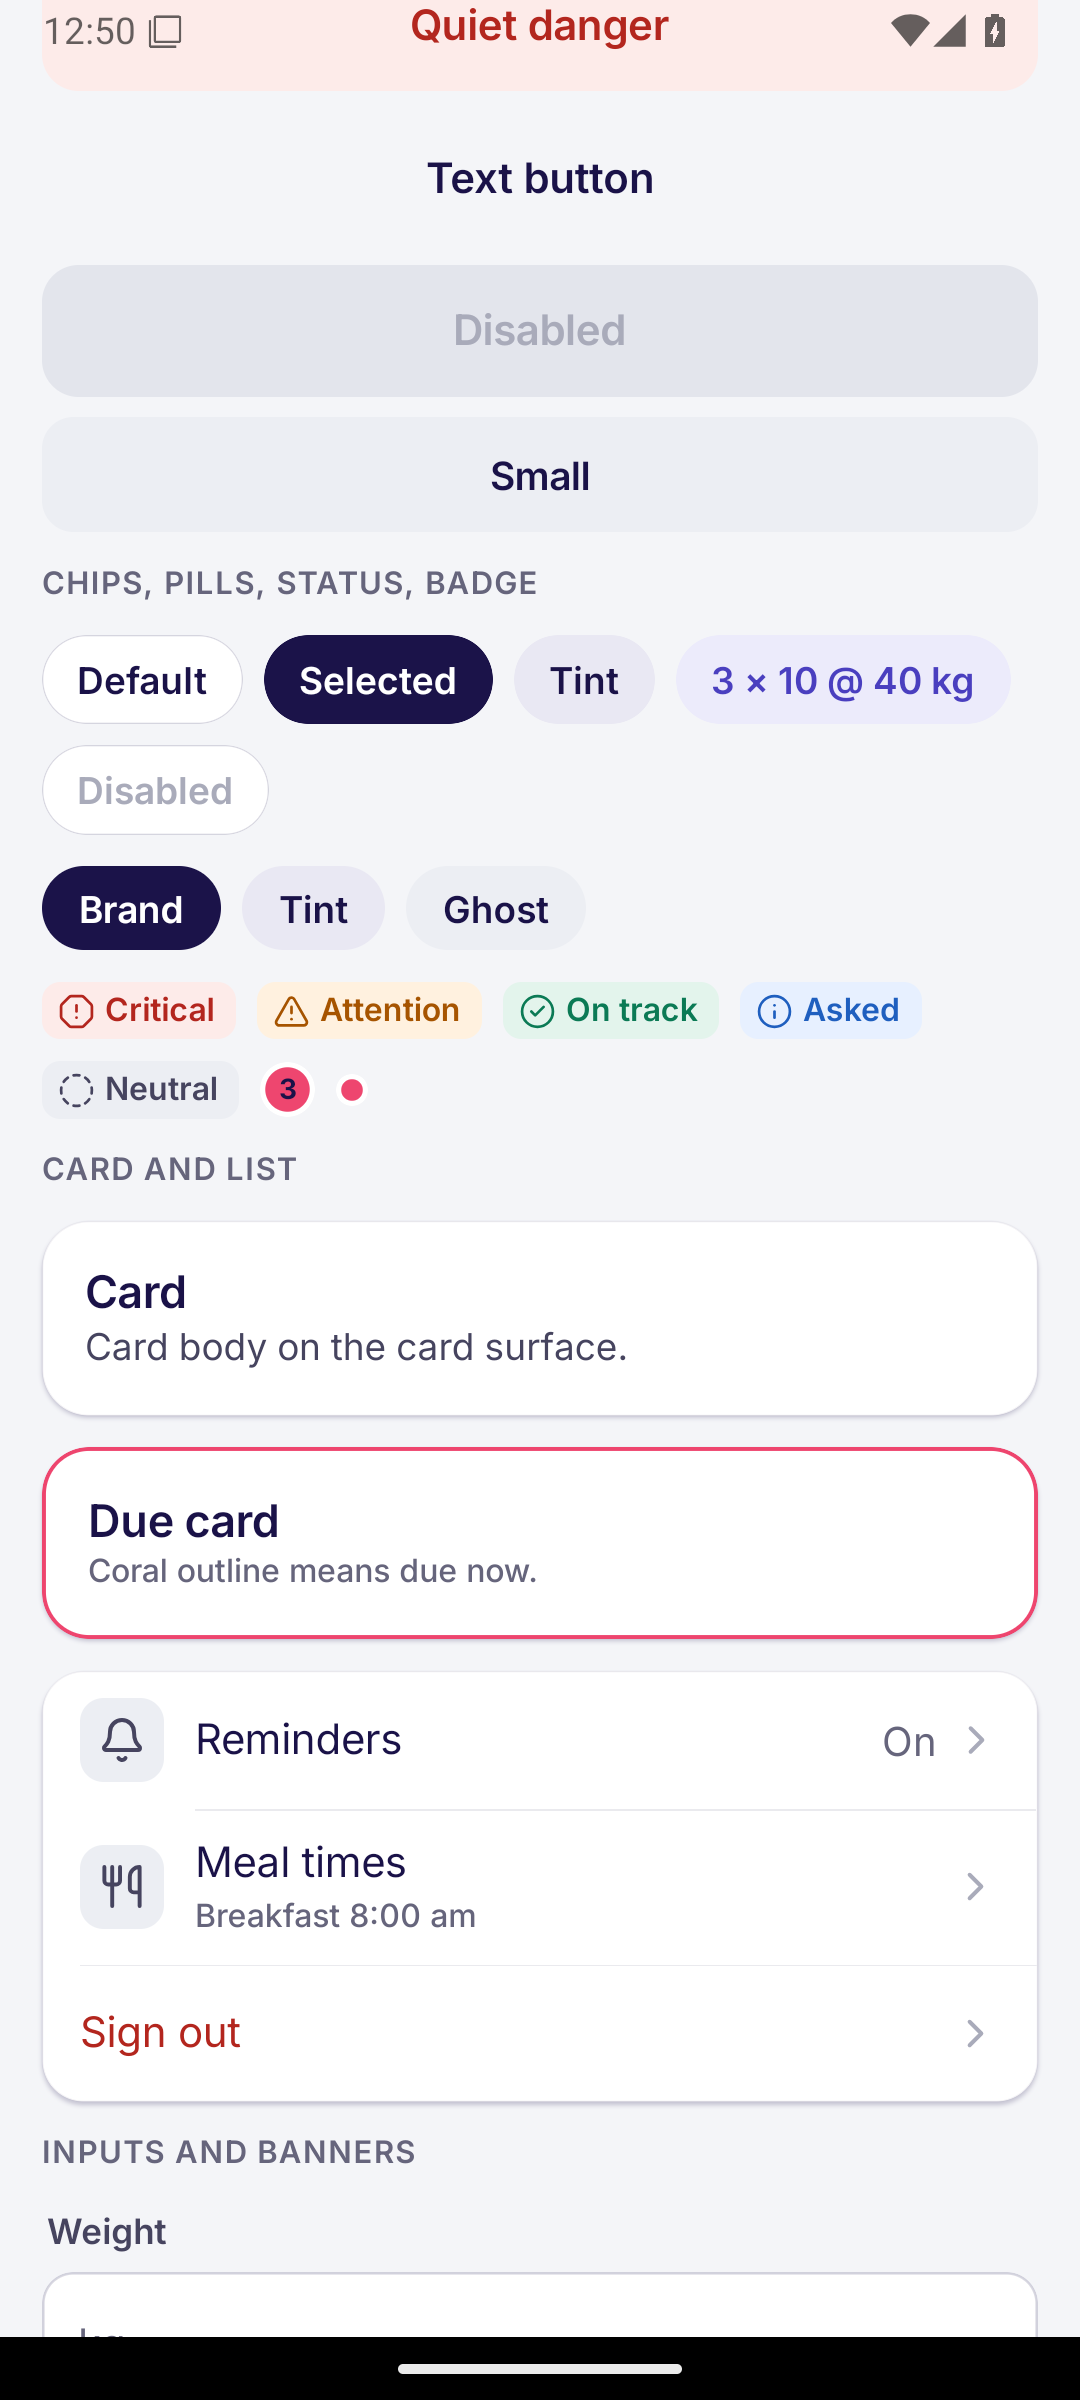 12:50
Quiet danger
Text button
Disabled
Small
CHIPS, PILLS, STATUS, BADGE
Default Selected Tint 3 × 10 @ 40 kg
Disabled
Brand Tint Ghost
Critical Attention On track Asked
Neutral 3
CARD AND LIST
Card
Card body on the card surface.
Due card
Coral outline means due now.
Reminders On
Meal times
Breakfast 8:00 am
Sign out
INPUTS AND BANNERS
Weight